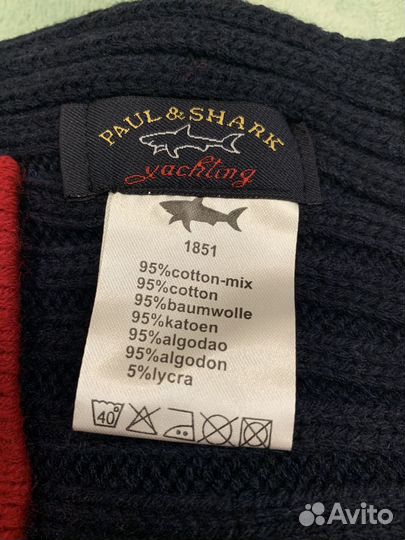 PAUL & SHARK
yachting
1851
95%cotton-mix
95%cotton
95%baumwolle
95%katoen
95%algodao
95%algodon
5%lycra
40°
Avito